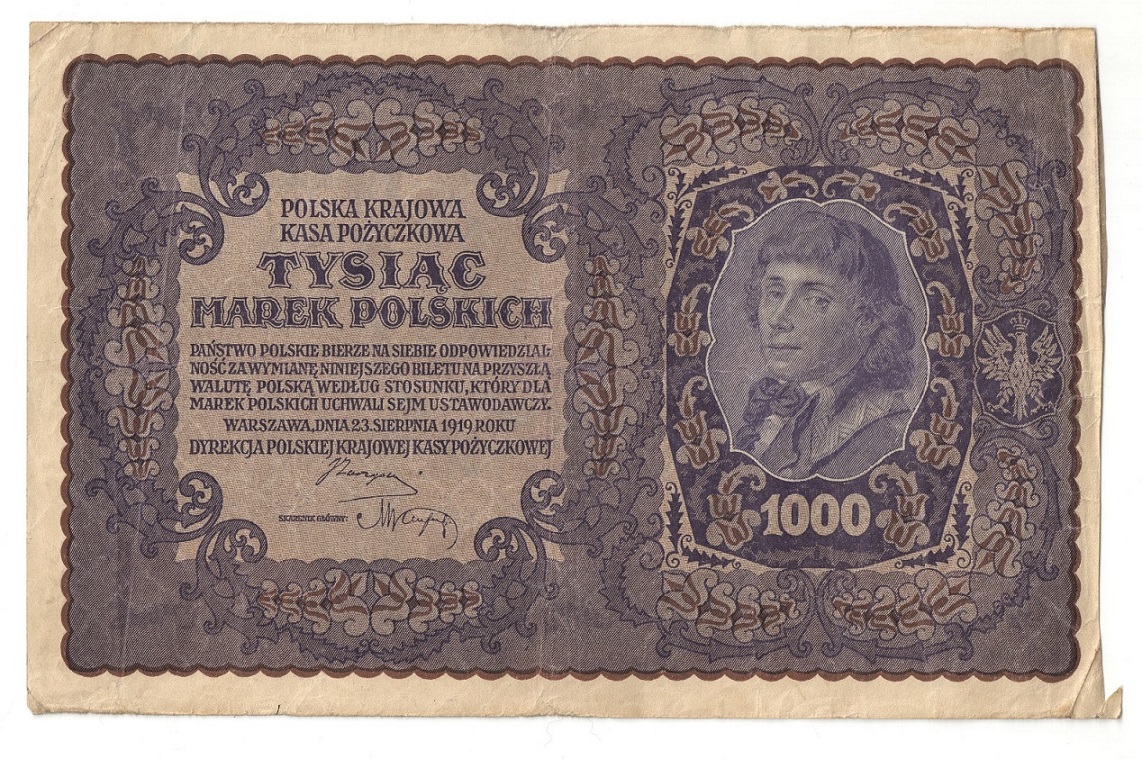 POLSKA KRAJOWA
KASA POŻYCZKOWA
TYSIĄC
MAREK POLSKICH
PAŃSTWO POLSKIE BIERZE NA SIEBIE ODPOWIEDZIAL
NOŚĆ ZA WYMIANĘ NINIEJSZEGO BILETU NA PRZYSZŁĄ
WALUTĘ POLSKĄ WEDŁUG STOSUNKU, KTÓRY DLA
MAREK POLSKICH UCHWALI SEJM USTAWODAWCZY.
WARSZAWA, DNIA 23. SIERPNIA 1919 ROKU
DYREKCJA POLSKIEJ KRAJOWEJ KASY POŻYCZKOWEJ
SKARBNIK GŁÓWNY:
1000